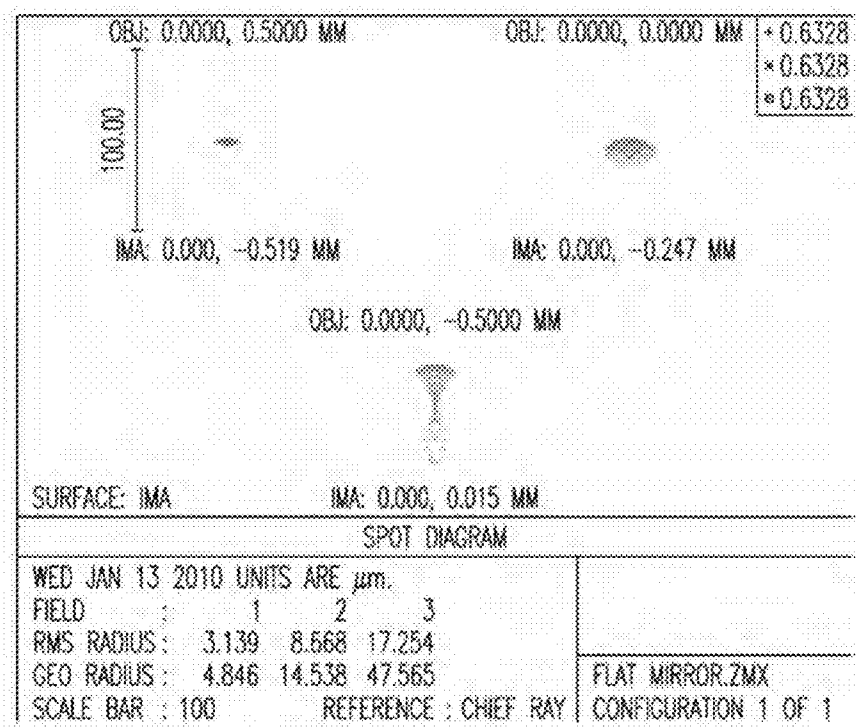 OBJ: 0.0000, 0.5000 MM
OBJ: 0.0000, 0.0000 MM
+ 0.6328
× 0.6328
□ 0.6328
100.00
IMA: 0.000, -0.519 MM
IMA: 0.000, -0.247 MM
OBJ: 0.0000, -0.5000 MM
SURFACE: IMA
IMA: 0.000, 0.015 MM
SPOT DIAGRAM
WED JAN 13 2010 UNITS ARE µm.
FIELD : 1 2 3
RMS RADIUS : 3.139 8.668 17.254
GEO RADIUS : 4.846 14.538 47.565
SCALE BAR : 100 REFERENCE : CHIEF RAY
FLAT MIRROR.ZMX
CONFIGURATION 1 OF 1